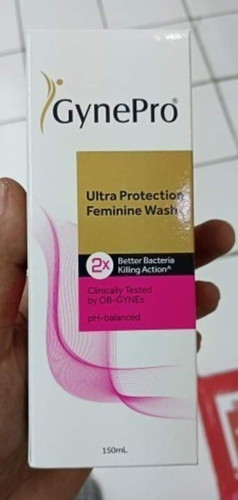 GynePro®
Ultra Protection
Feminine Wash
2x Better Bacteria
Killing Action^
Clinically Tested
by OB-GYNEs
pH-balanced
150mL